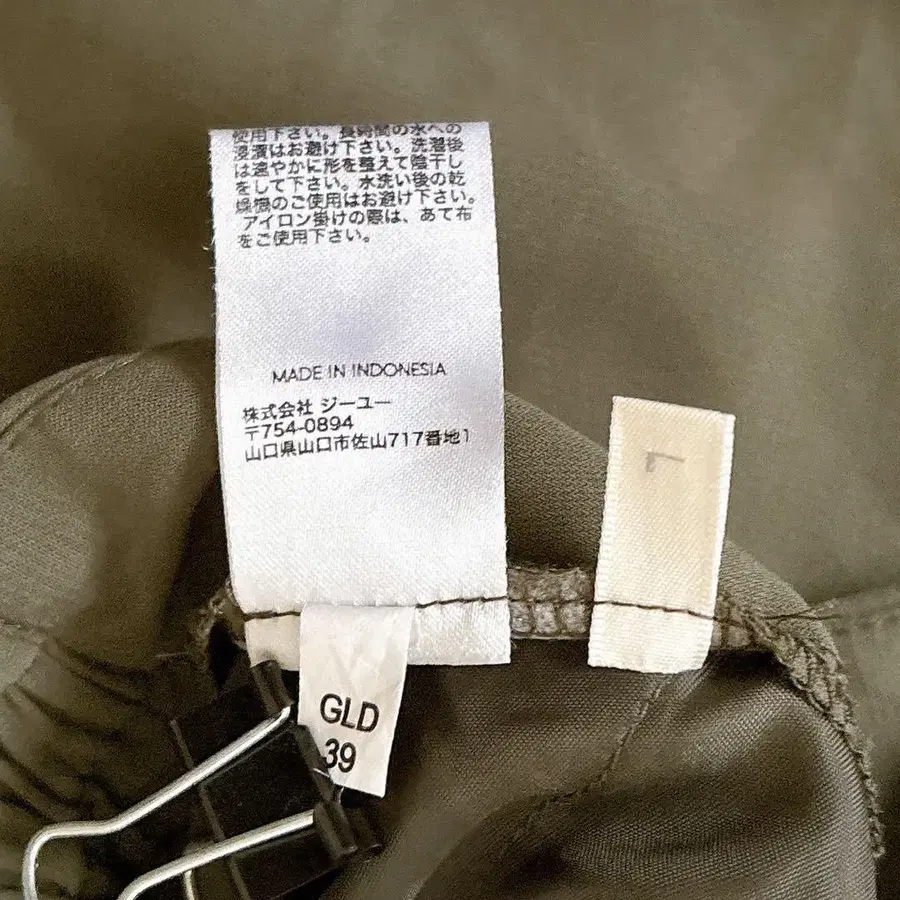 使用下さい。長時間の水への
浸漬はお避け下さい。洗濯後
は速やかに形を整えて陰干し
をして下さい。水洗い後の乾
燥機のご使用はお避け下さい。
アイロン掛けの際は、あて布
をご使用下さい。
MADE IN INDONESIA
株式会社 ジーユー
〒754-0894
山口県山口市佐山717番地1
L
GLD
39